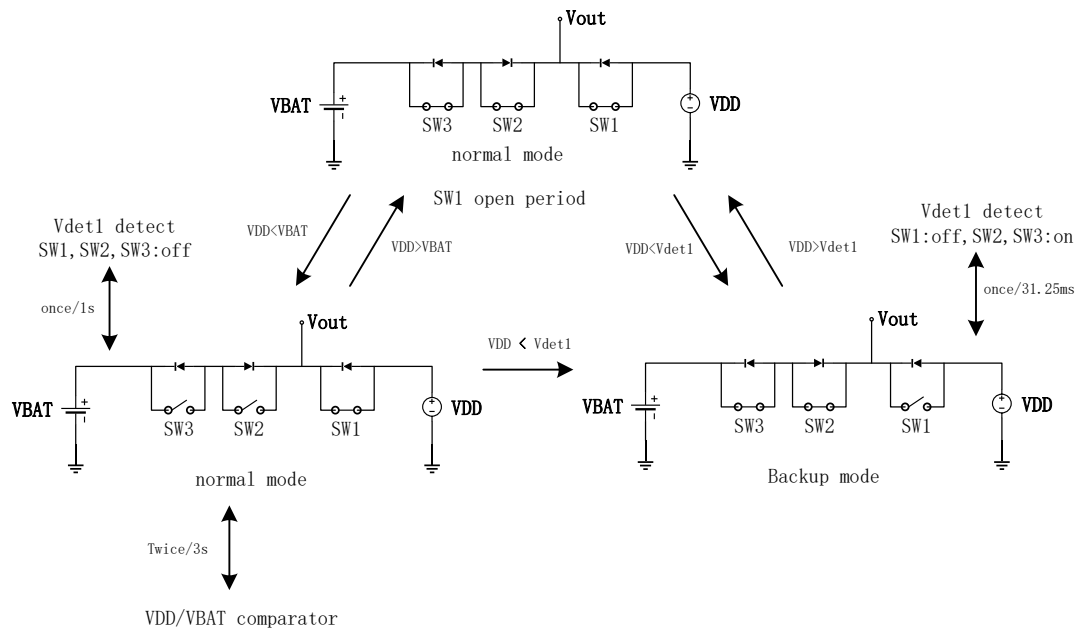 Vout
VBAT
+
-
SW3
SW2
SW1
+
-
VDD
normal mode
SW1 open period
Vdet1 detect
SW1,SW2,SW3:off
VDD<VBAT
VDD>VBAT
VDD<Vdet1
VDD>Vdet1
Vdet1 detect
SW1:off,SW2,SW3:on
once/1s
once/31.25ms
Vout
VBAT
+
-
SW3
SW2
SW1
+
-
VDD
normal mode
VDD < Vdet1
Vout
VBAT
+
-
SW3
SW2
SW1
+
-
VDD
Backup mode
Twice/3s
VDD/VBAT comparator